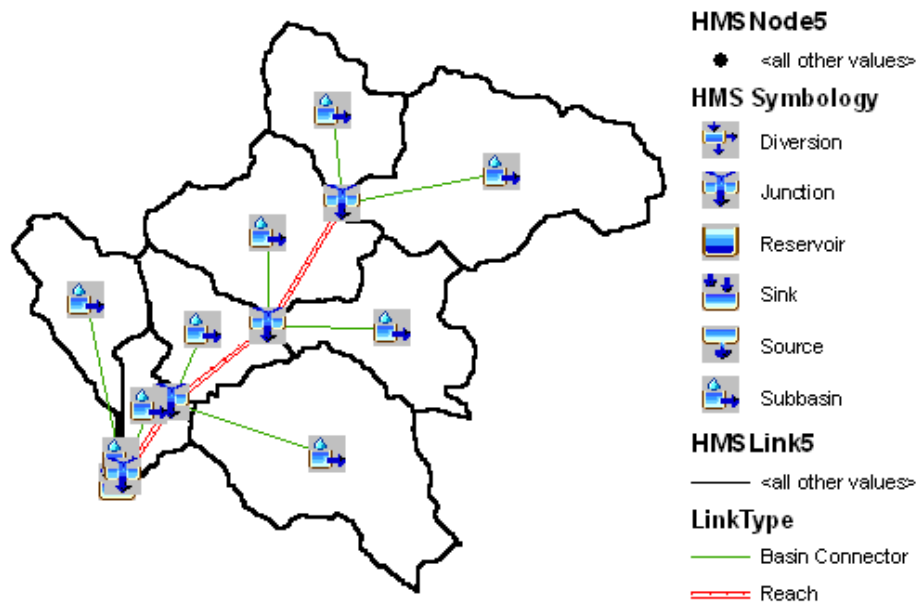 HMSNode5
<all other values>
HMS Symbology
Diversion
Junction
Reservoir
Sink
Source
Subbasin
HMSLink5
<all other values>
LinkType
Basin Connector
Reach